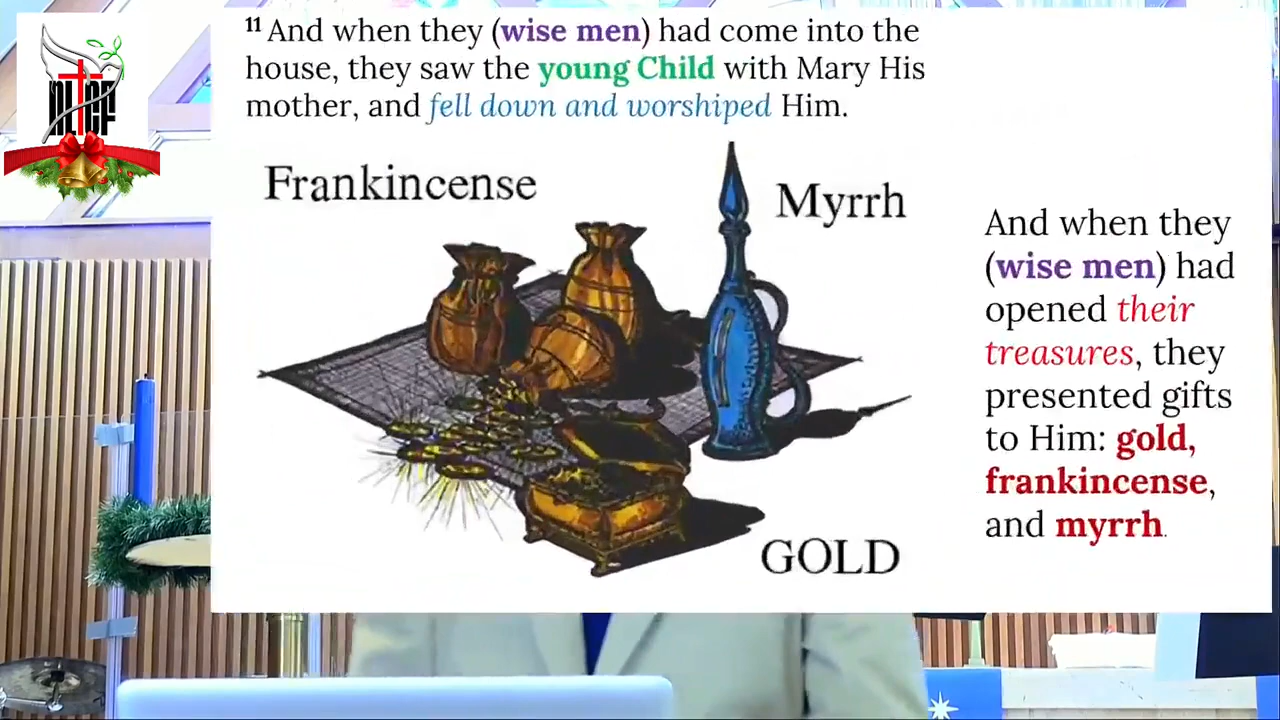 NLICF
¹¹ And when they (wise men) had come into the
house, they saw the young Child with Mary His
mother, and fell down and worshiped Him.
Frankincense
Myrrh
And when they
(wise men) had
opened their
treasures, they
presented gifts
to Him: gold,
frankincense,
and myrrh.
GOLD